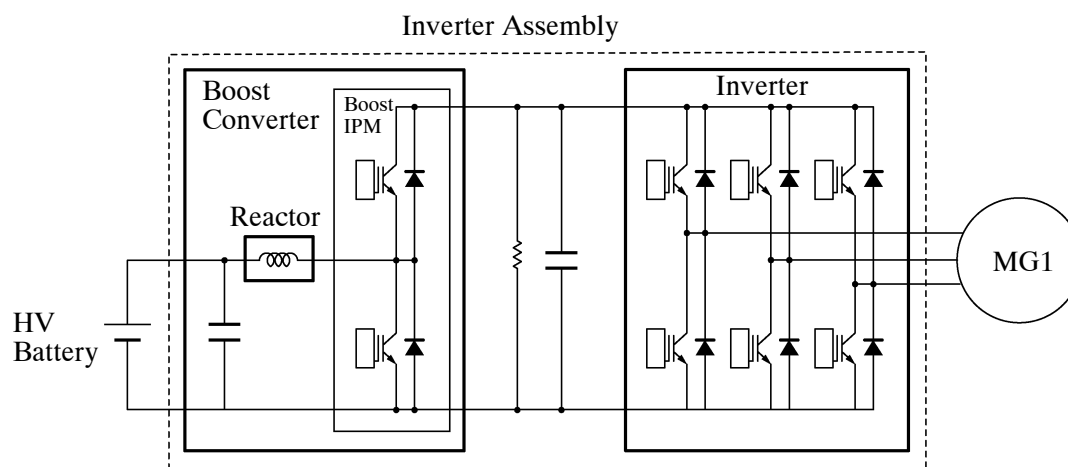 Inverter Assembly
Boost
Converter
Boost
IPM
Inverter
Reactor
MG1
HV
Battery